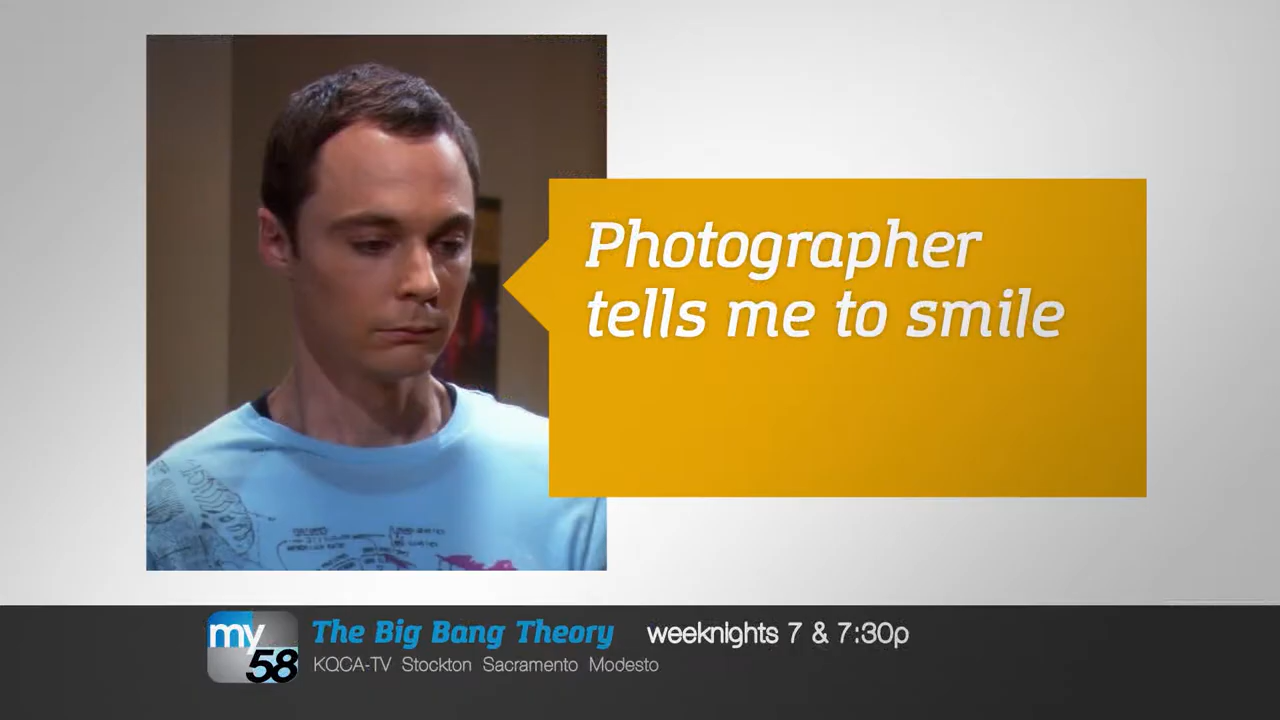 Photographer
tells me to smile
my
58
The Big Bang Theory weeknights 7 & 7:30p
KQCA-TV Stockton Sacramento Modesto